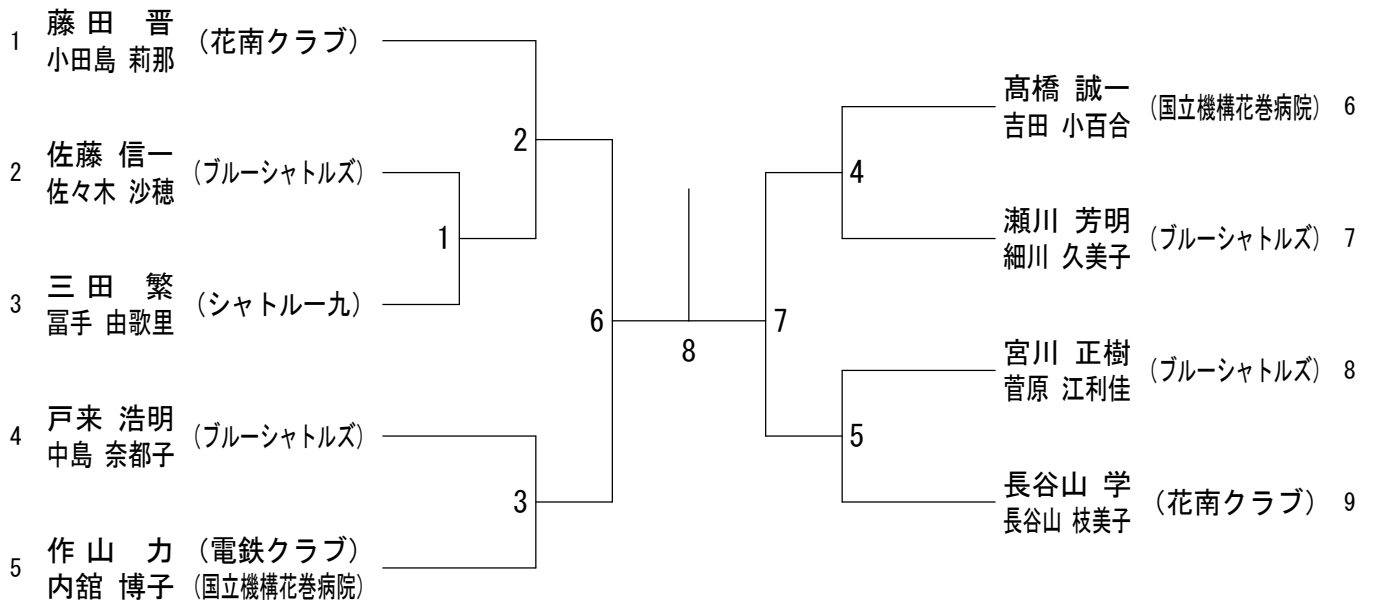 1 藤田 晋 (花南クラブ)
小田島 莉那
2 佐藤 信一 (ブルーシャトルズ)
佐々木 沙穂
3 三田 繁 (シャトル一九)
冨手 由歌里
4 戸来 浩明 (ブルーシャトルズ)
中島 奈都子
5 作山 力 (電鉄クラブ)
内舘 博子 (国立機構花巻病院)
2
1
6
3
8
4
7
5
髙橋 誠一 (国立機構花巻病院) 6
吉田 小百合
瀬川 芳明 (ブルーシャトルズ) 7
細川 久美子
宮川 正樹 (ブルーシャトルズ) 8
菅原 江利佳
長谷山 学 (花南クラブ) 9
長谷山 枝美子